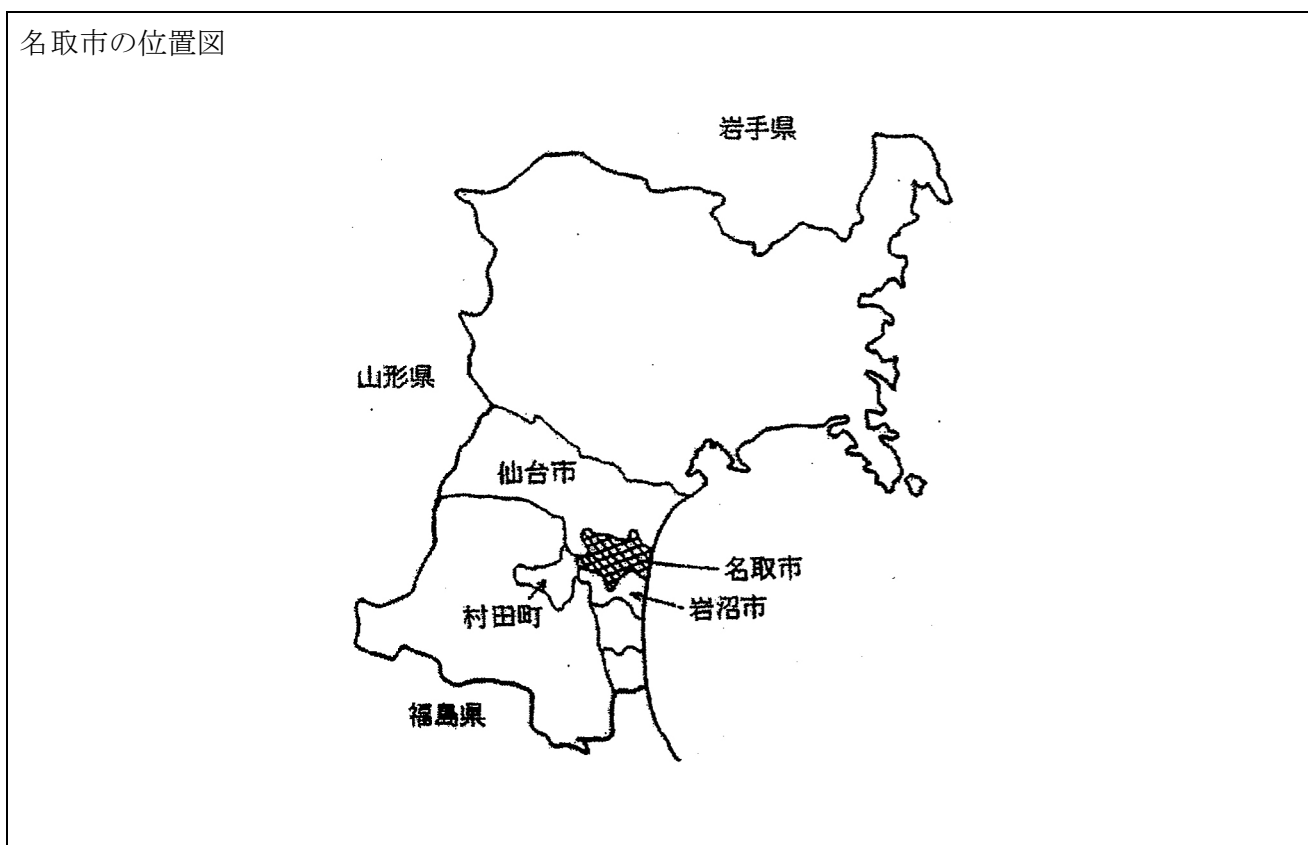 名取市の位置図
岩手県
山形県
仙台市
名取市
村田町
岩沼市
福島県